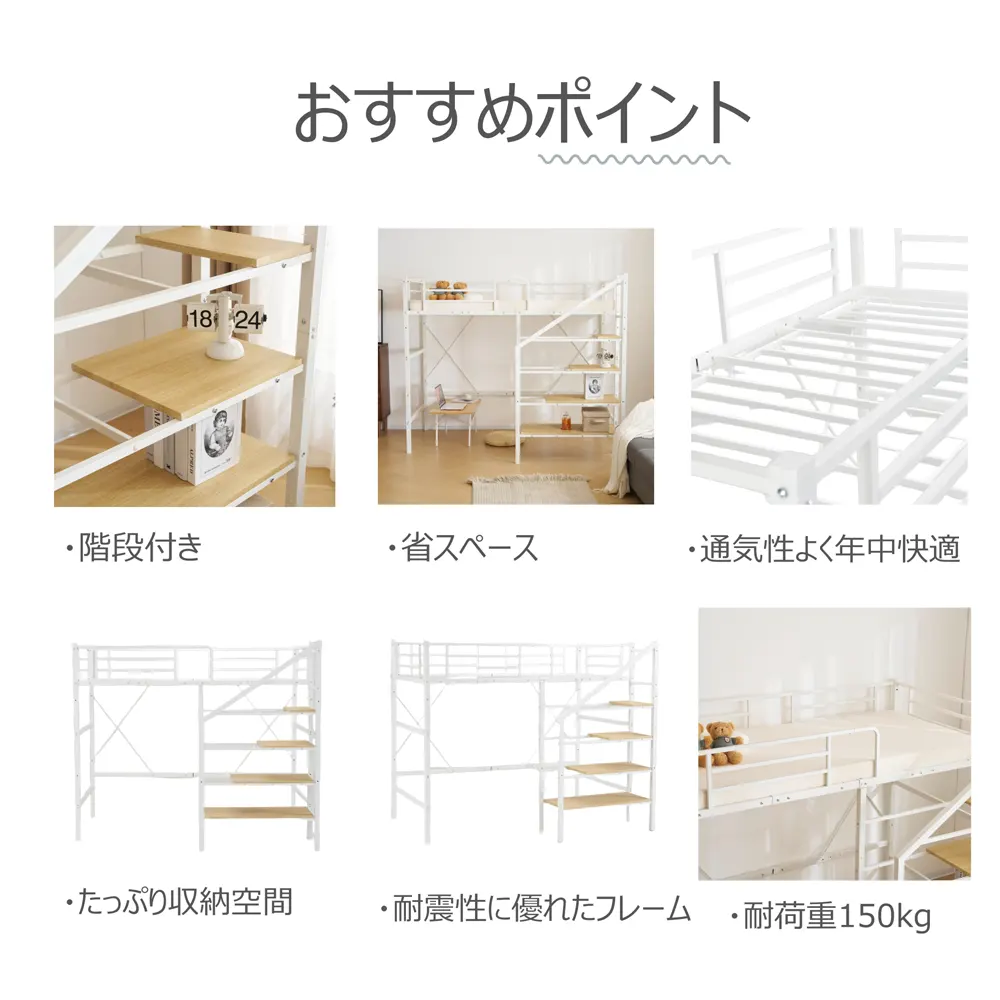 おすすめポイント
18 24
・階段付き
・省スペース
・通気性よく年中快適
・たっぷり収納空間
・耐震性に優れたフレーム
・耐荷重150kg